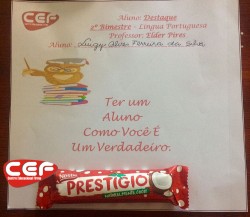 CEF
Aluno: Destaque
2º Bimestre - Língua Portuguesa
Professor: Elder Pires
Aluno:
Ter um
Aluno
Como Você É
Um Verdadeiro.
CEF
Nestlé
PRESTÍGIO